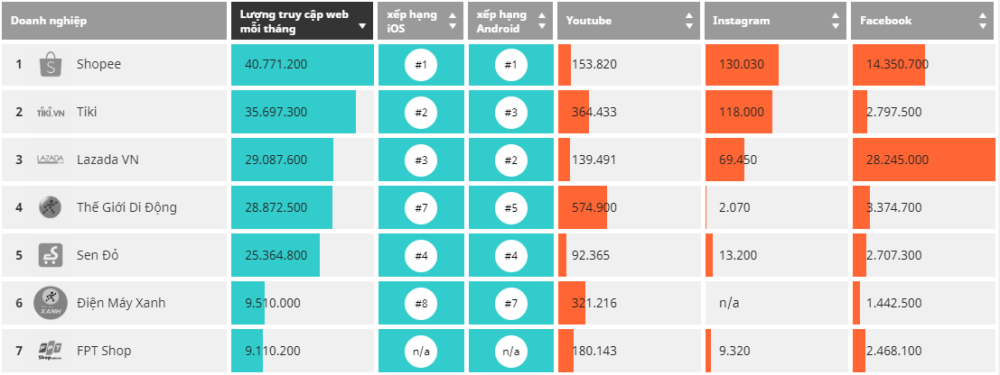 Doanh nghiệp
Lượng truy cập web
mỗi tháng
xếp hạng
iOS
xếp hạng
Android
Youtube
Instagram
Facebook
1 S Shopee 40.771.200 #1 #1 153.820 130.030 14.350.700
2 TIKI.VN Tiki 35.697.300 #2 #3 364.433 118.000 2.797.500
3 LAZADA Lazada VN 29.087.600 #3 #2 139.491 69.450 28.245.000
4 Thế Giới Di Động 28.872.500 #7 #5 574.900 2.070 3.374.700
5 S Sen Đỏ 25.364.800 #4 #4 92.365 13.200 2.707.300
6 XANH Điện Máy Xanh 9.510.000 #8 #7 321.216 n/a 1.442.500
7 FPT FPT Shop 9.110.200 n/a n/a 180.143 9.320 2.468.100
Shop.com.vn